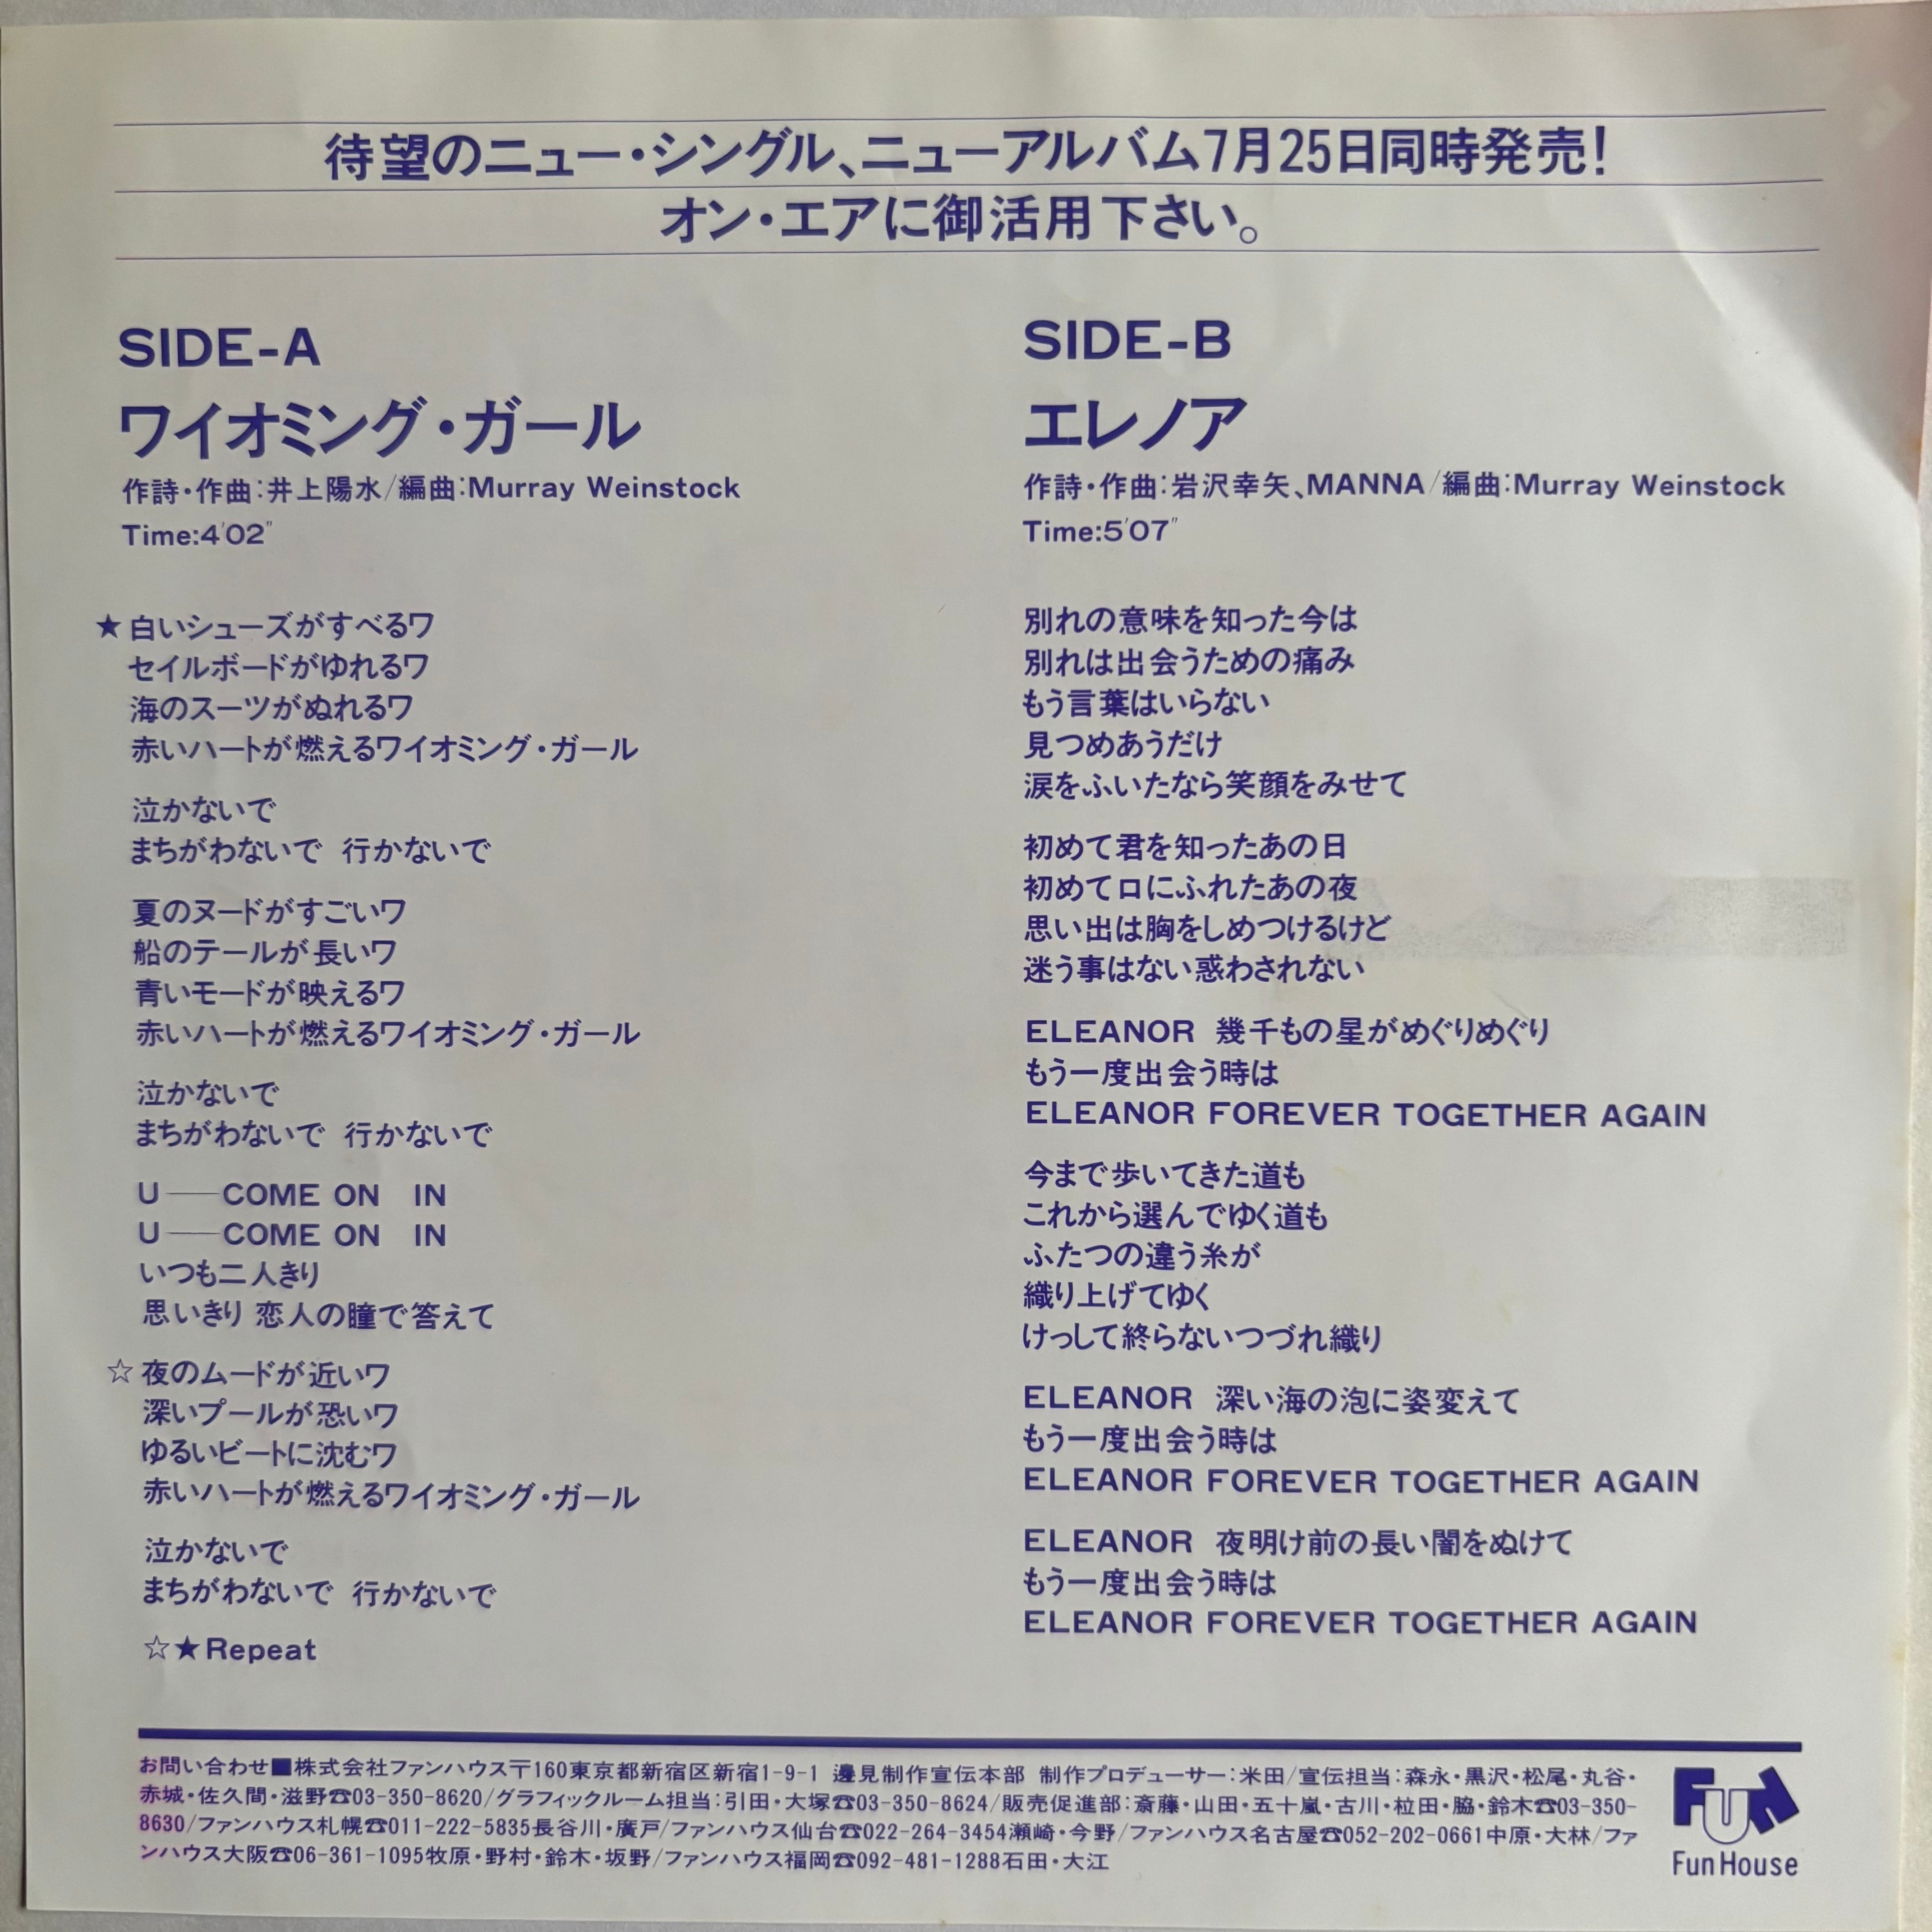 待望のニュー・シングル、ニューアルバム7月25日同時発売!
オン・エアに御活用下さい。
SIDE-A
ワイオミング・ガール
作詩・作曲:井上陽水/編曲:Murray Weinstock
Time:4′02″
★白いシューズがすべるワ
セイルボードがゆれるワ
海のスーツがぬれるワ
赤いハートが燃えるワイオミング・ガール
泣かないで
まちがわないで 行かないで
夏のヌードがすごいワ
船のテールが長いワ
青いモードが映えるワ
赤いハートが燃えるワイオミング・ガール
泣かないで
まちがわないで 行かないで
U――COME ON IN
U――COME ON IN
いつも二人きり
思いきり 恋人の瞳で答えて
☆夜のムードが近いワ
深いプールが恐いワ
ゆるいビートに沈むワ
赤いハートが燃えるワイオミング・ガール
泣かないで
まちがわないで 行かないで
☆★Repeat
SIDE-B
エレノア
作詩・作曲:岩沢幸矢、MANNA/編曲:Murray Weinstock
Time:5′07″
別れの意味を知った今は
別れは出会うための痛み
もう言葉はいらない
見つめあうだけ
涙をふいたなら笑顔をみせて
初めて君を知ったあの日
初めて口にふれたあの夜
思い出は胸をしめつけるけど
迷う事はない惑わされない
ELEANOR 幾千もの星がめぐりめぐり
もう一度出会う時は
ELEANOR FOREVER TOGETHER AGAIN
今まで歩いてきた道も
これから選んでゆく道も
ふたつの違う糸が
織り上げてゆく
けっして終らないつづれ織り
ELEANOR 深い海の泡に姿変えて
もう一度出会う時は
ELEANOR FOREVER TOGETHER AGAIN
ELEANOR 夜明け前の長い闇をぬけて
もう一度出会う時は
ELEANOR FOREVER TOGETHER AGAIN
お問い合わせ■株式会社ファンハウス〒160東京都新宿区新宿1-9-1 邊見制作宣伝本部 制作プロデューサー:米田/宣伝担当:森永・黒沢・松尾・丸谷・
赤城・佐久間・滋野☎03-350-8620/グラフィックルーム担当:引田・大塚☎03-350-8624/販売促進部:斎藤・山田・五十嵐・古川・柆田・脇・鈴木☎03-350-
8630/ファンハウス札幌☎011-222-5835長谷川・廣戸/ファンハウス仙台☎022-264-3454瀬崎・今野/ファンハウス名古屋☎052-202-0661中原・大林/ファ
ンハウス大阪☎06-361-1095牧原・野村・鈴木・坂野/ファンハウス福岡☎092-481-1288石田・大江
Fun
Fun House